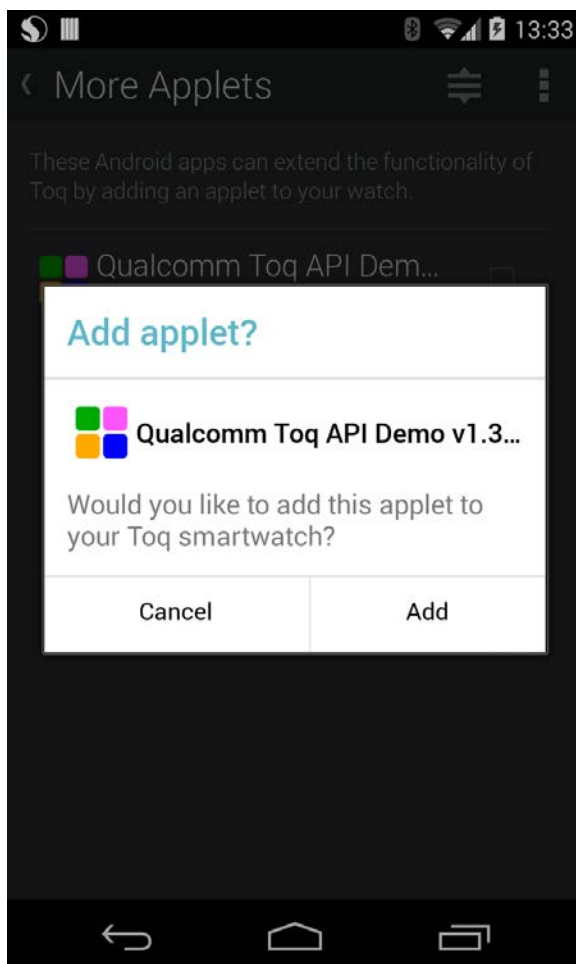 13:33
More Applets
These Android apps can extend the functionality of
Toq by adding an applet to your watch.
Qualcomm Toq API Dem...
Add applet?
Qualcomm Toq API Demo v1.3...
Would you like to add this applet to
your Toq smartwatch?
Cancel
Add